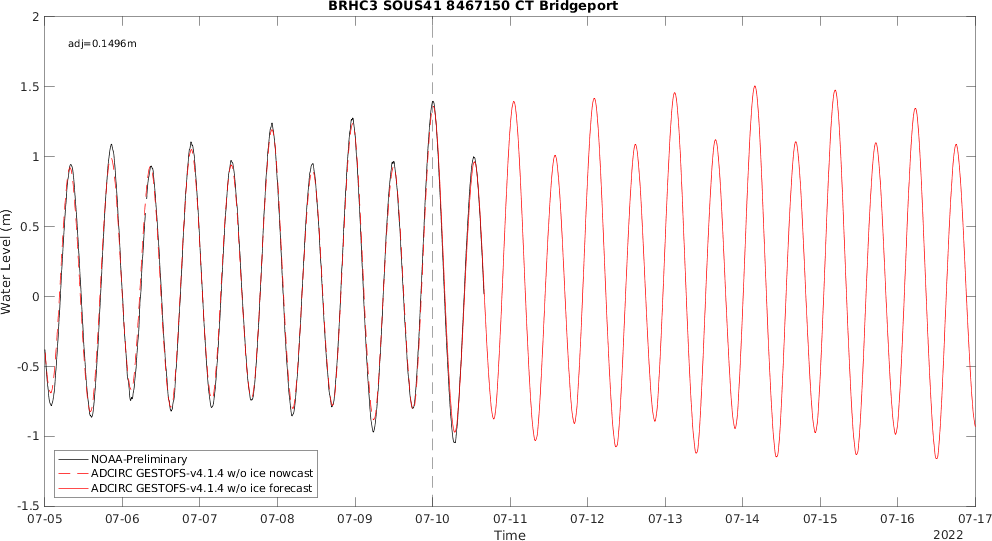 BRHC3 SOUS41 8467150 CT Bridgeport
adj=0.1496m
2
1.5
1
0.5
0
-0.5
-1
-1.5
Water Level (m)
NOAA-Preliminary
ADCIRC GESTOFS-v4.1.4 w/o ice nowcast
ADCIRC GESTOFS-v4.1.4 w/o ice forecast
07-05 07-06 07-07 07-08 07-09 07-10 07-11 07-12 07-13 07-14 07-15 07-16 07-17
Time
2022